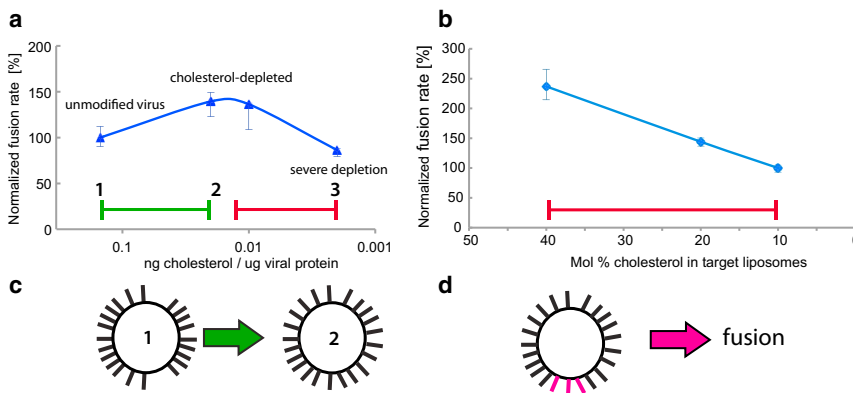 a
Normalized fusion rate [%]
200
150
100
50
0
unmodified virus
cholesterol-depleted
severe depletion
1
2
3
0.1
0.01
0.001
ng cholesterol / ug viral protein
b
Normalized fusion rate [%]
300
250
200
150
100
50
0
50
40
30
20
10
0
Mol % cholesterol in target liposomes
c
1
2
d
fusion